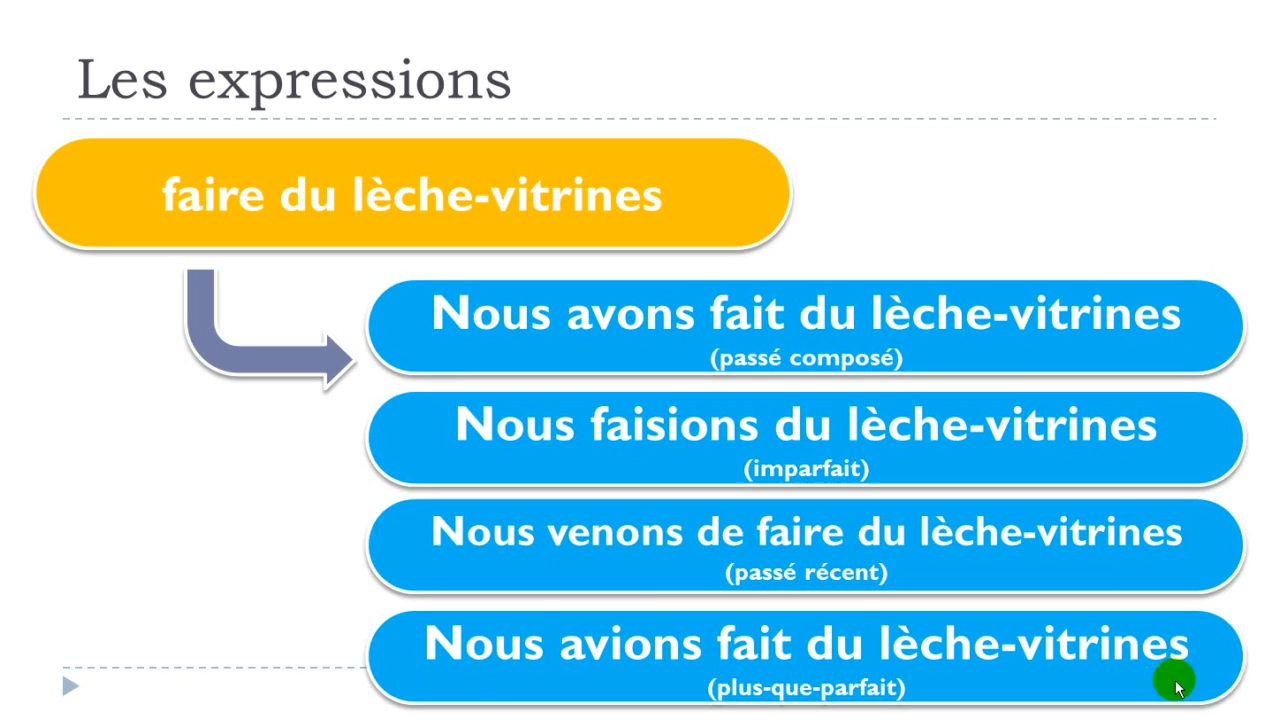 Les expressions
faire du lèche-vitrines
Nous avons fait du lèche-vitrines
(passé composé)
Nous faisions du lèche-vitrines
(imparfait)
Nous venons de faire du lèche-vitrines
(passé récent)
Nous avions fait du lèche-vitrines
(plus-que-parfait)